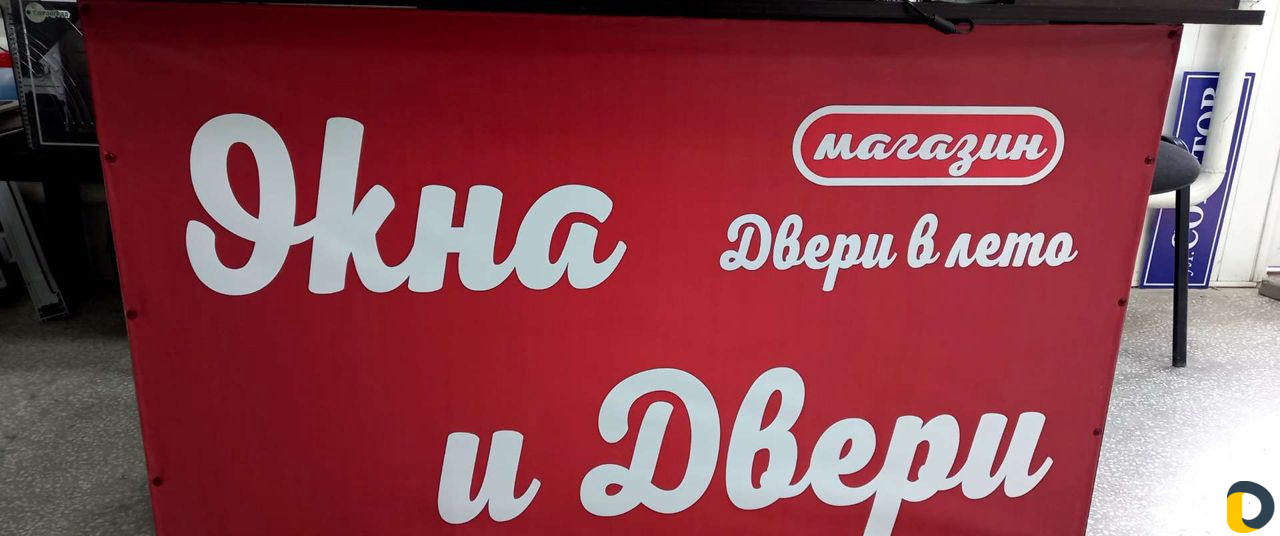 Окна
магазин
Двери в лето
и Двери